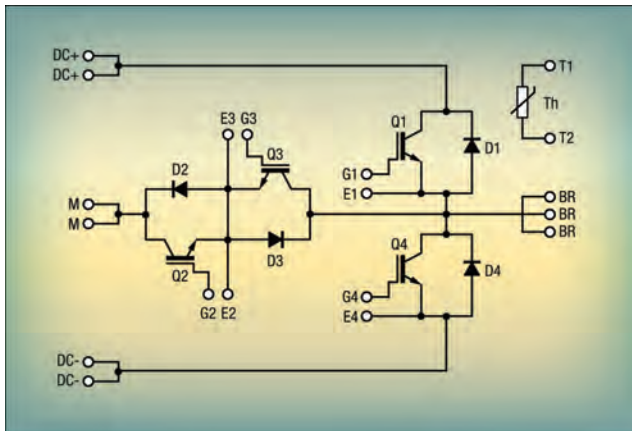 DC+
DC+
T1
E3 G3
Q1
Th
Q3
D2
D1
T2
G1
E1
M
M
BR
BR
BR
Q4
D3
Q2
D4
G4
G2 E2
E4
DC-
DC-